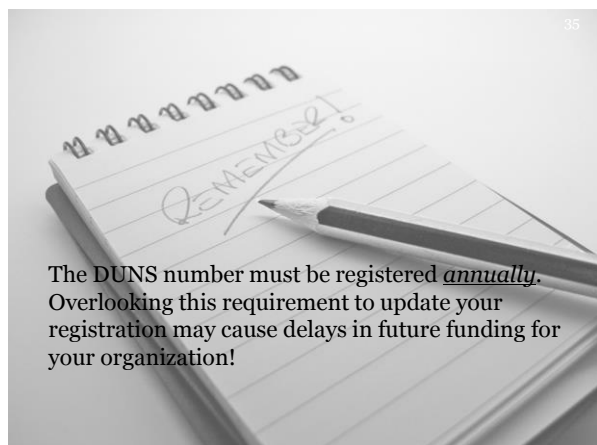 35
REMEMBER!
The DUNS number must be registered annually.
Overlooking this requirement to update your
registration may cause delays in future funding for
your organization!